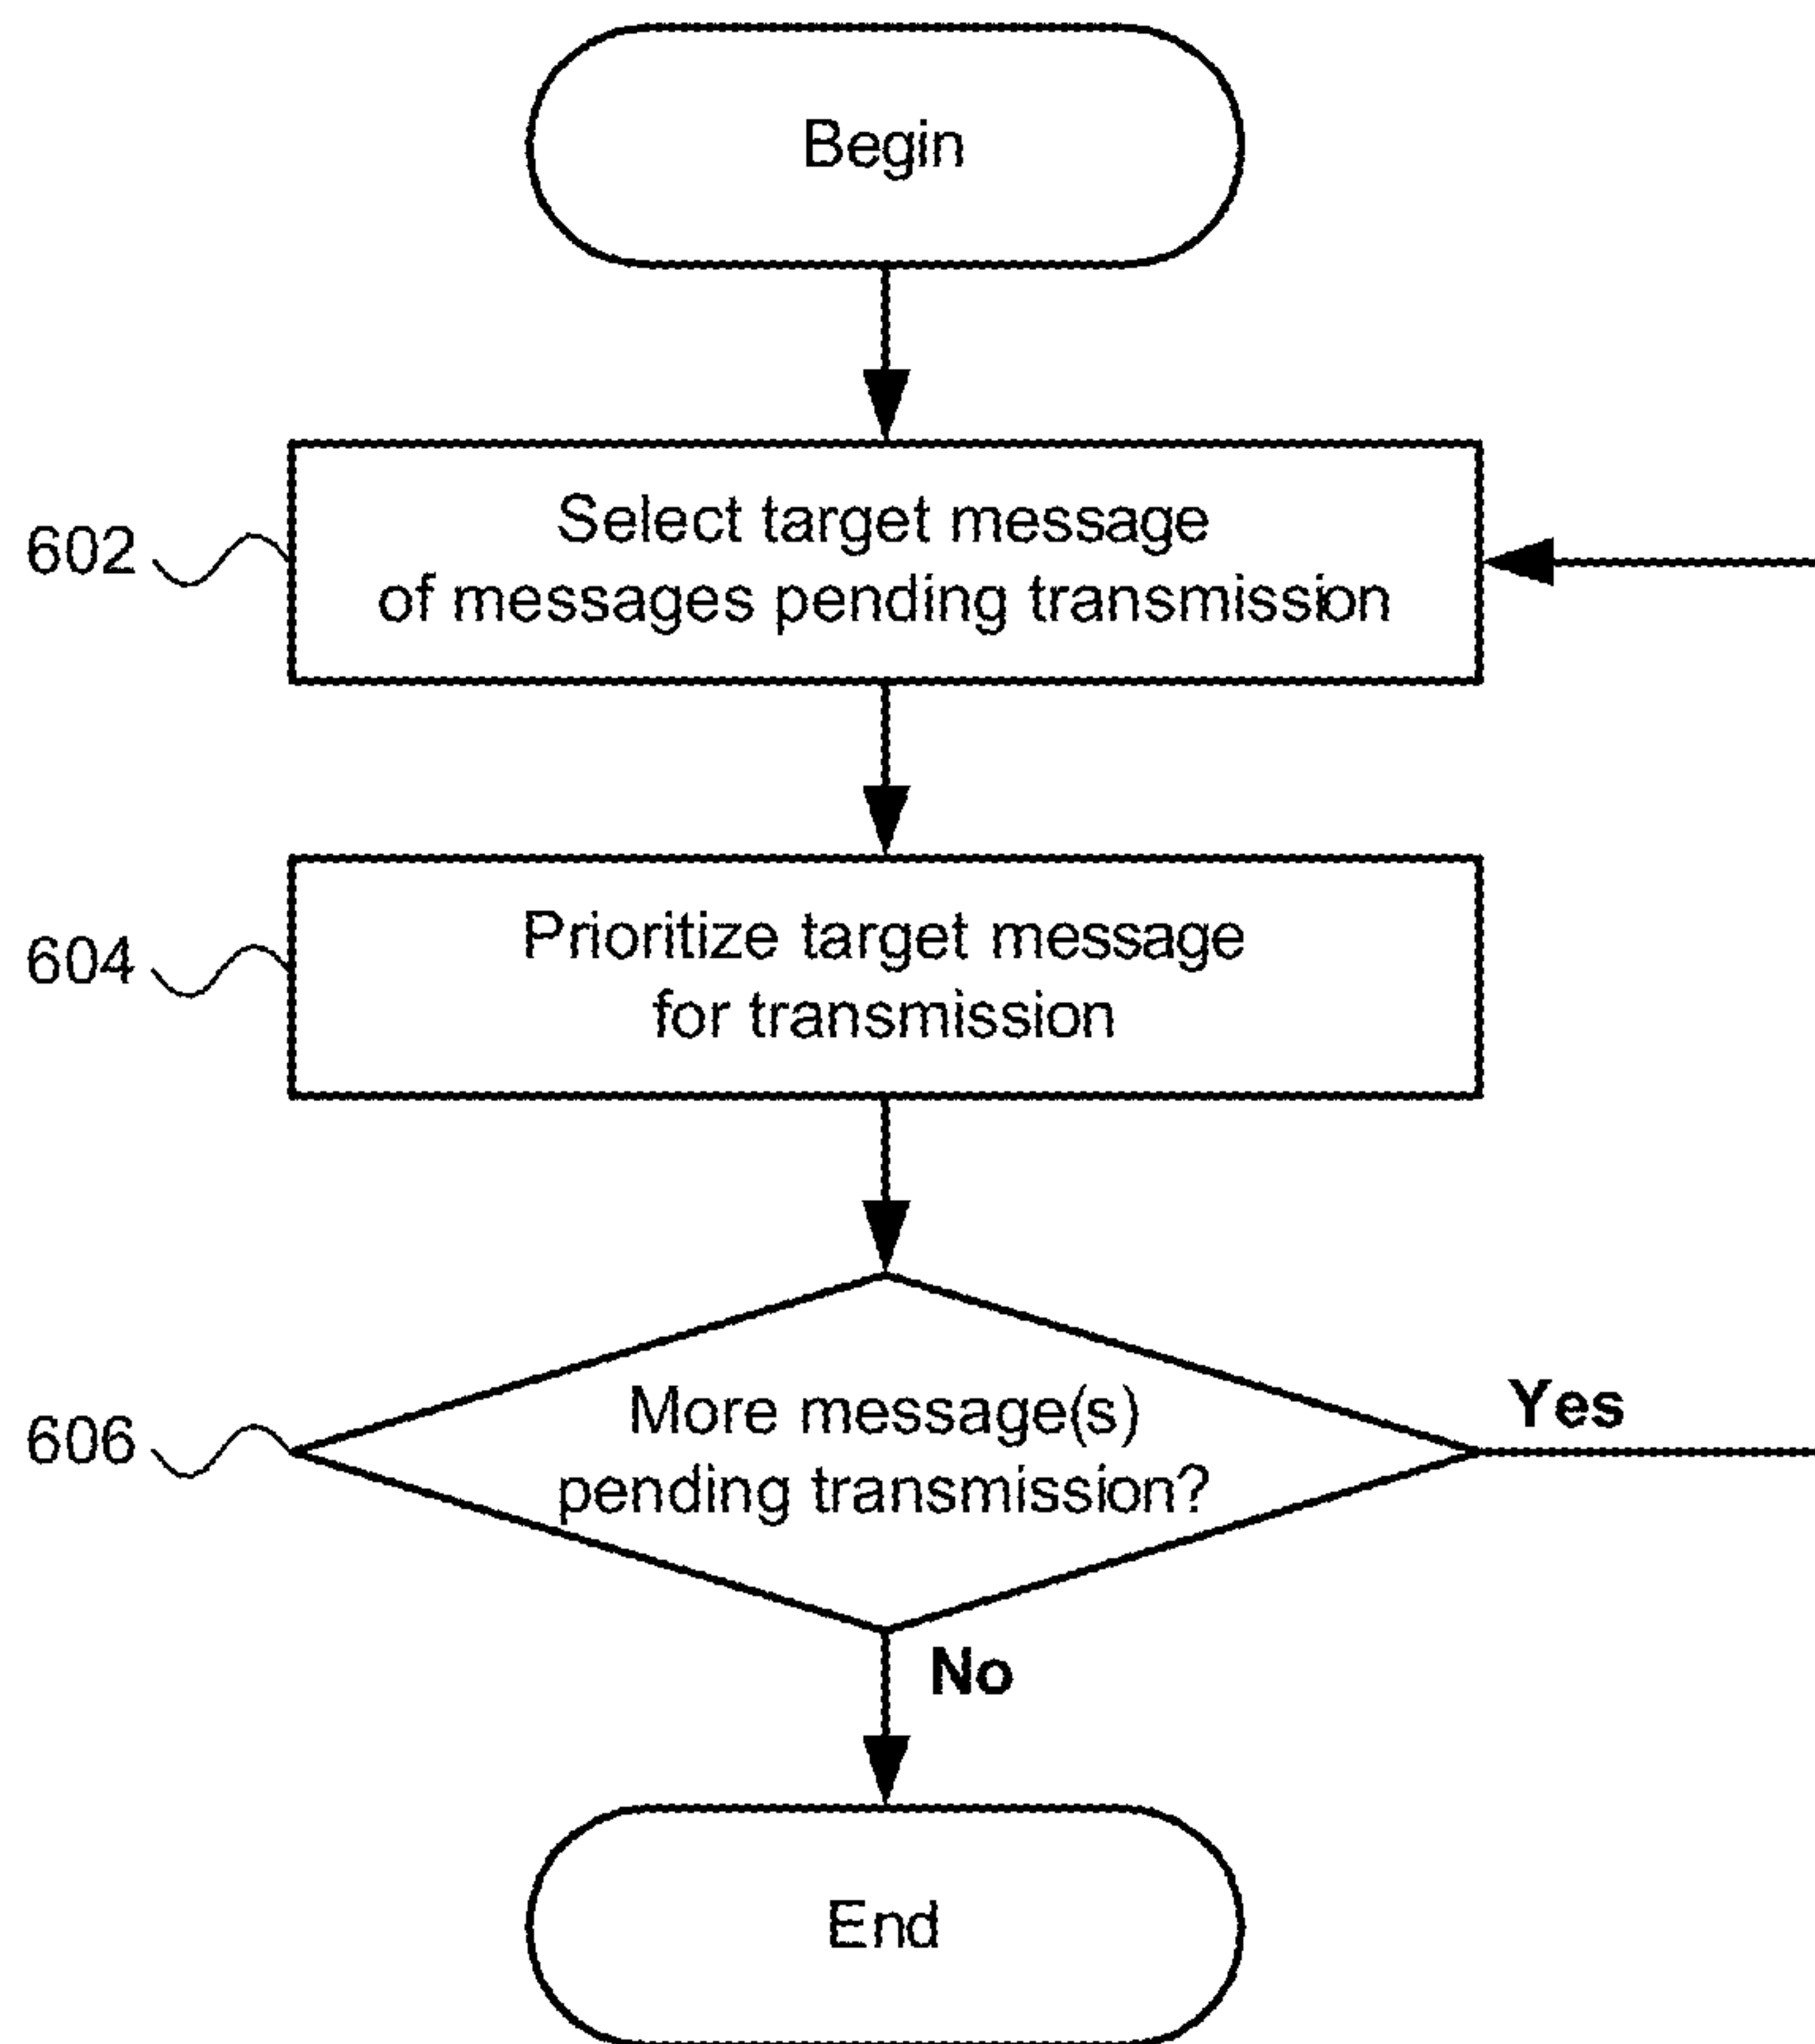 Begin
602
Select target message
of messages pending transmission
604
Prioritize target message
for transmission
606
More message(s)
pending transmission?
Yes
No
End